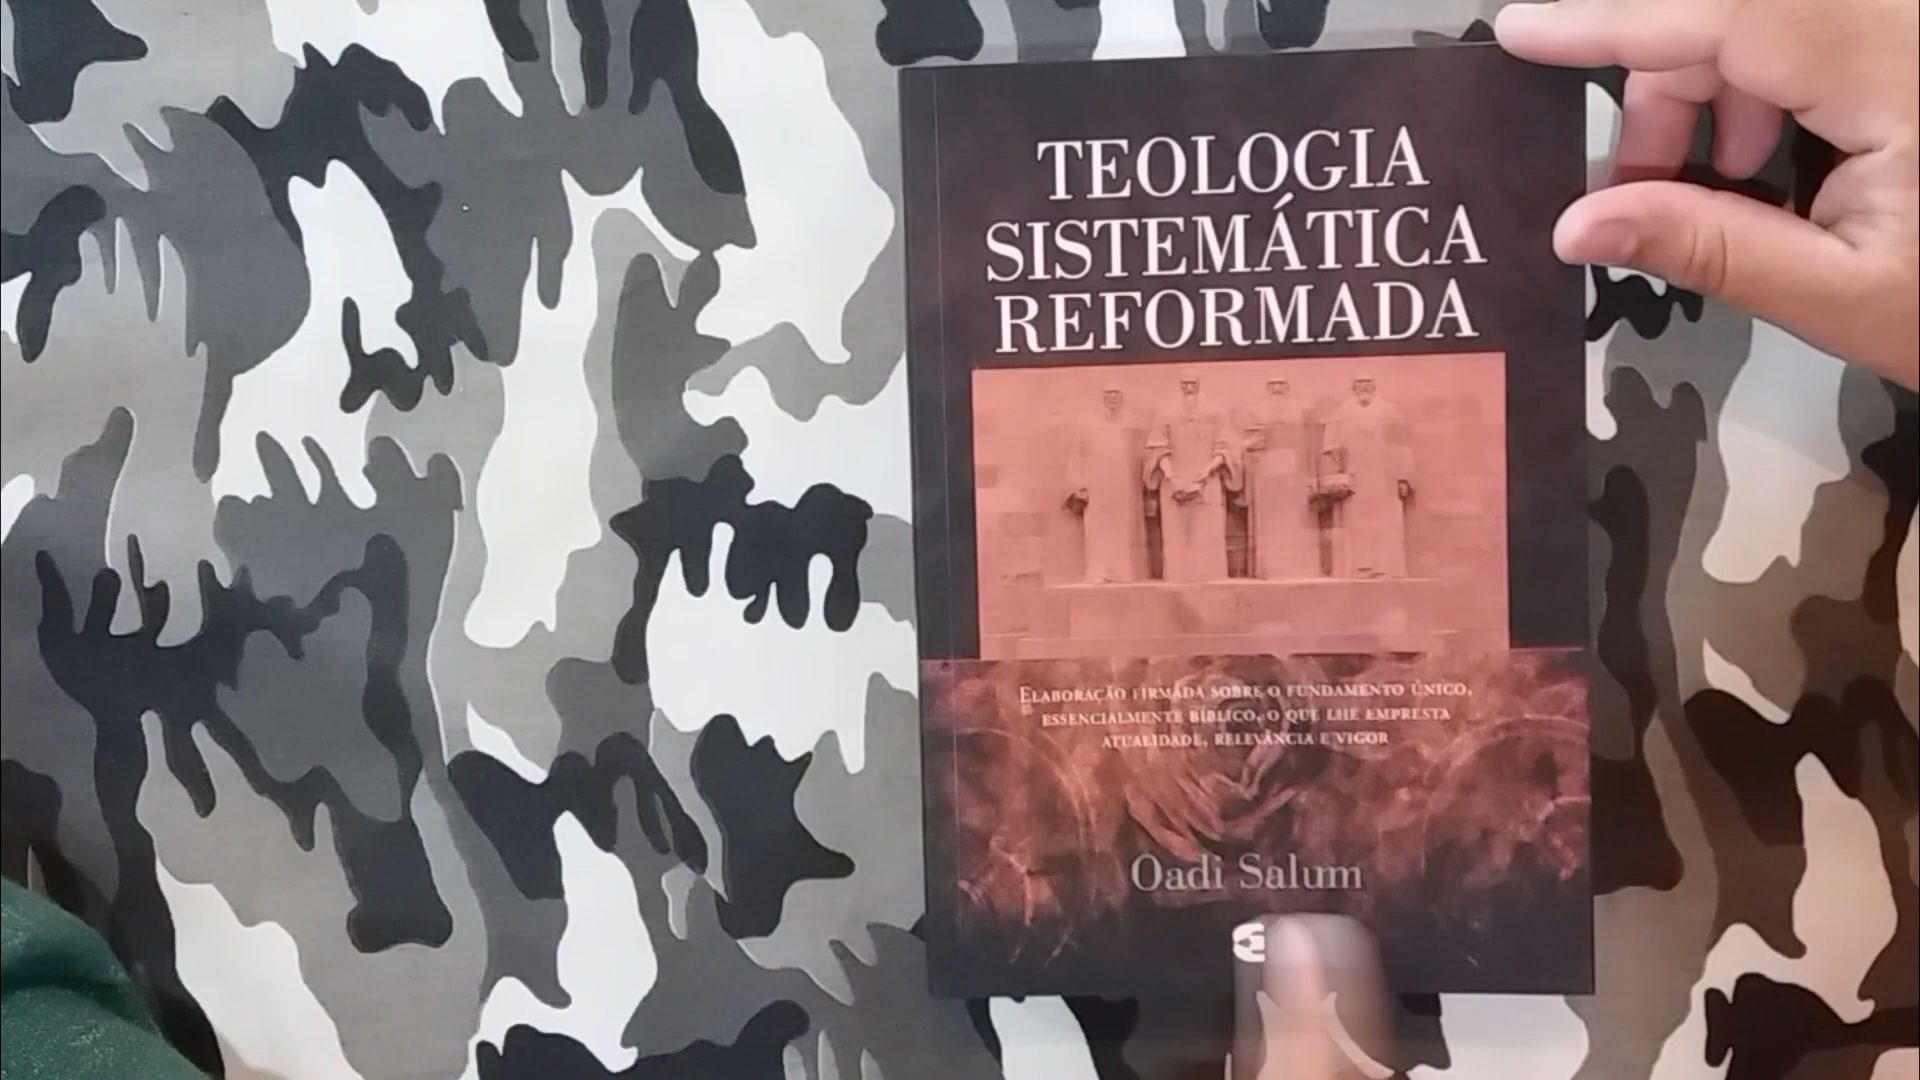 TEOLOGIA
SISTEMÁTICA
REFORMADA
ELABORAÇÃO FIRMADA SOBRE O FUNDAMENTO ÚNICO,
ESSENCIALMENTE BÍBLICO, O QUE LHE EMPRESTA
ATUALIDADE, RELEVÂNCIA E VIGOR
Oadi Salum